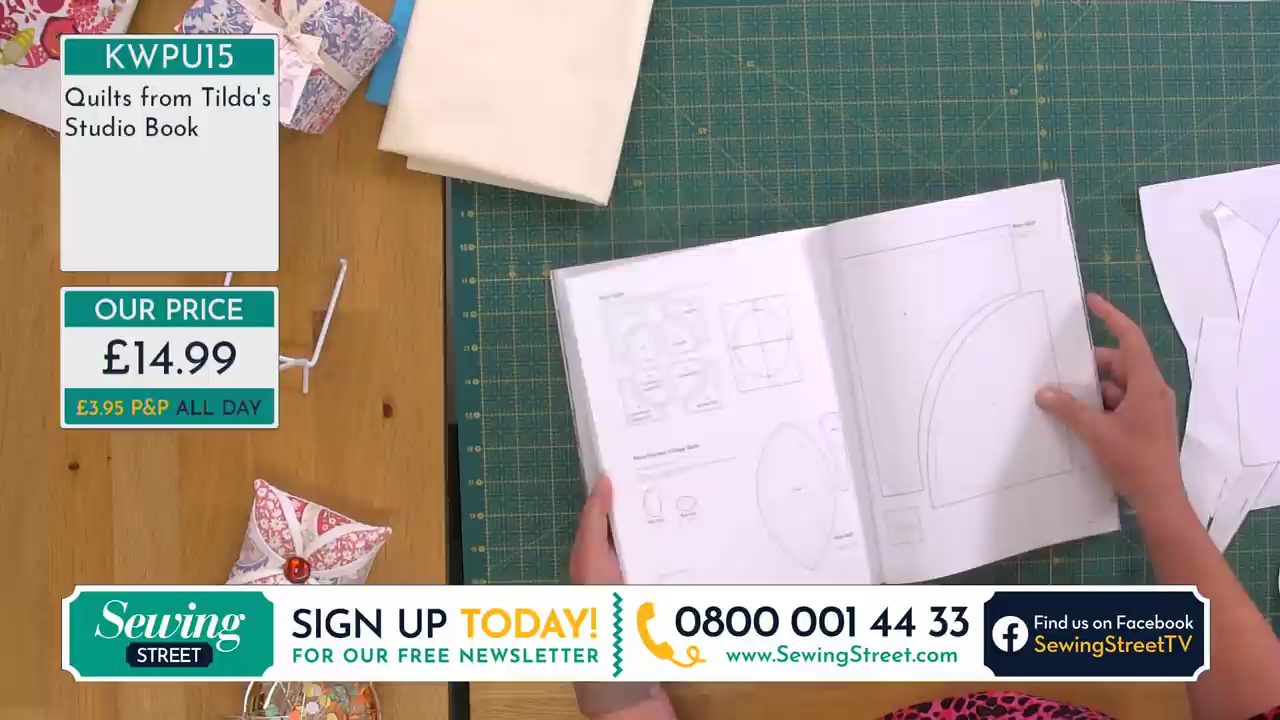 KWPU15
Quilts from Tilda's
Studio Book
OUR PRICE
£14.99
£3.95 P&P ALL DAY
Sewing
STREET
SIGN UP TODAY!
FOR OUR FREE NEWSLETTER
0800 001 44 33
www.SewingStreet.com
Find us on Facebook
SewingStreetTV